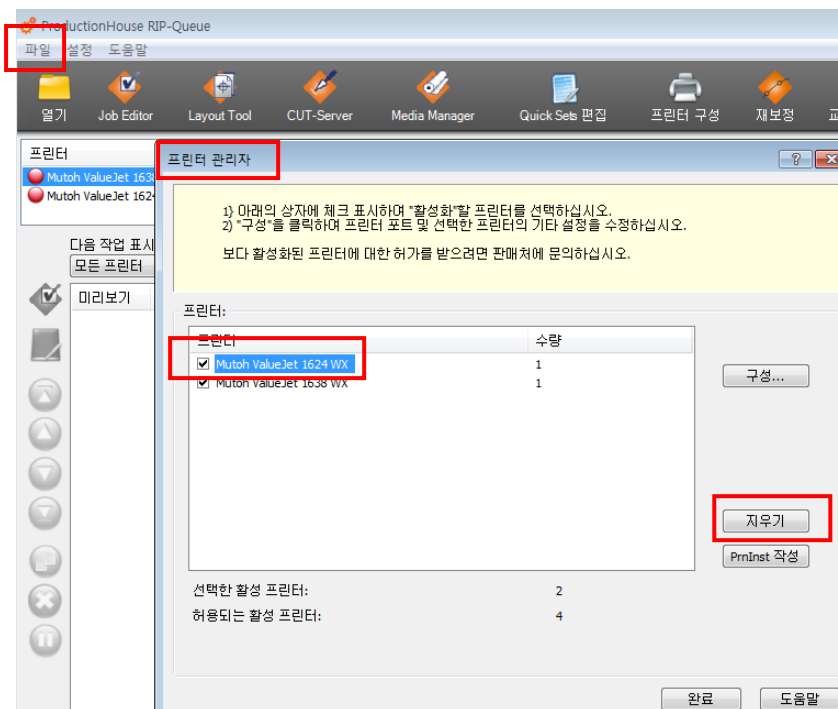 ProductionHouse RIP-Queue
파일 설정 도움말
열기 Job Editor Layout Tool CUT-Server Media Manager Quick Sets 편집 프린터 구성 재보정
프린터
Mutoh ValueJet 1638
Mutoh ValueJet 1624
다음 작업 표시
모든 프린터
미리보기
프린터 관리자
1) 아래의 상자에 체크 표시하여 "활성화"할 프린터를 선택하십시오.
2) "구성"을 클릭하여 프린터 포트 및 선택한 프린터의 기타 설정을 수정하십시오.
보다 활성화된 프린터에 대한 허가를 받으려면 판매처에 문의하십시오.
프린터:
프린터 수량
Mutoh ValueJet 1624 WX 1
Mutoh ValueJet 1638 WX 1
구성...
지우기
PrnInst 작성
선택한 활성 프린터: 2
허용되는 활성 프린터: 4
완료 도움말